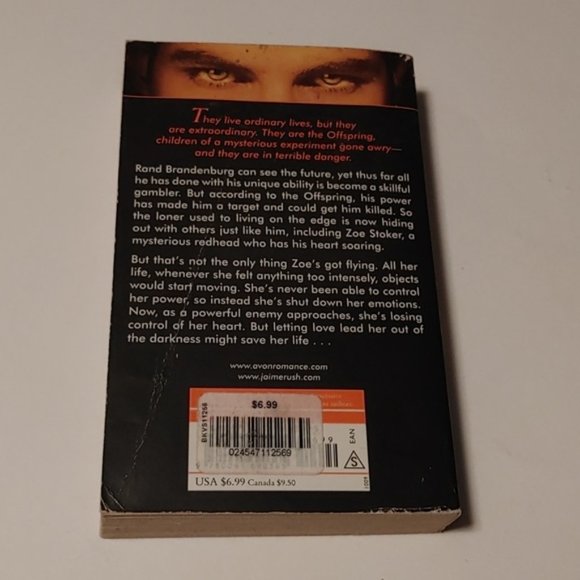 They live ordinary lives, but they
are extraordinary. They are the Offspring,
children of a mysterious experiment gone awry—
and they are in terrible danger.
Rand Brandenburg can see the future, yet thus far all
he has done with his unique ability is become a skillful
gambler. But according to the Offspring, his power
has made him a target and could get him killed. So
the loner used to living on the edge is now hiding
out with others just like him, including Zoe Stoker, a
mysterious redhead who has his heart soaring.
But that's not the only thing Zoe's got flying. All her
life, whenever she felt anything too intensely, objects
would start moving. She's never been able to control
her power, so instead she's shut down her emotions.
Now, as a powerful enemy approaches, she's losing
control of her heart. But letting love lead her out of
the darkness might save her life . . .
www.avonromance.com
www.jaimerush.com
$6.99
BKVS11256
024547112569
99
EAN
S
USA $6.99 Canada $9.50